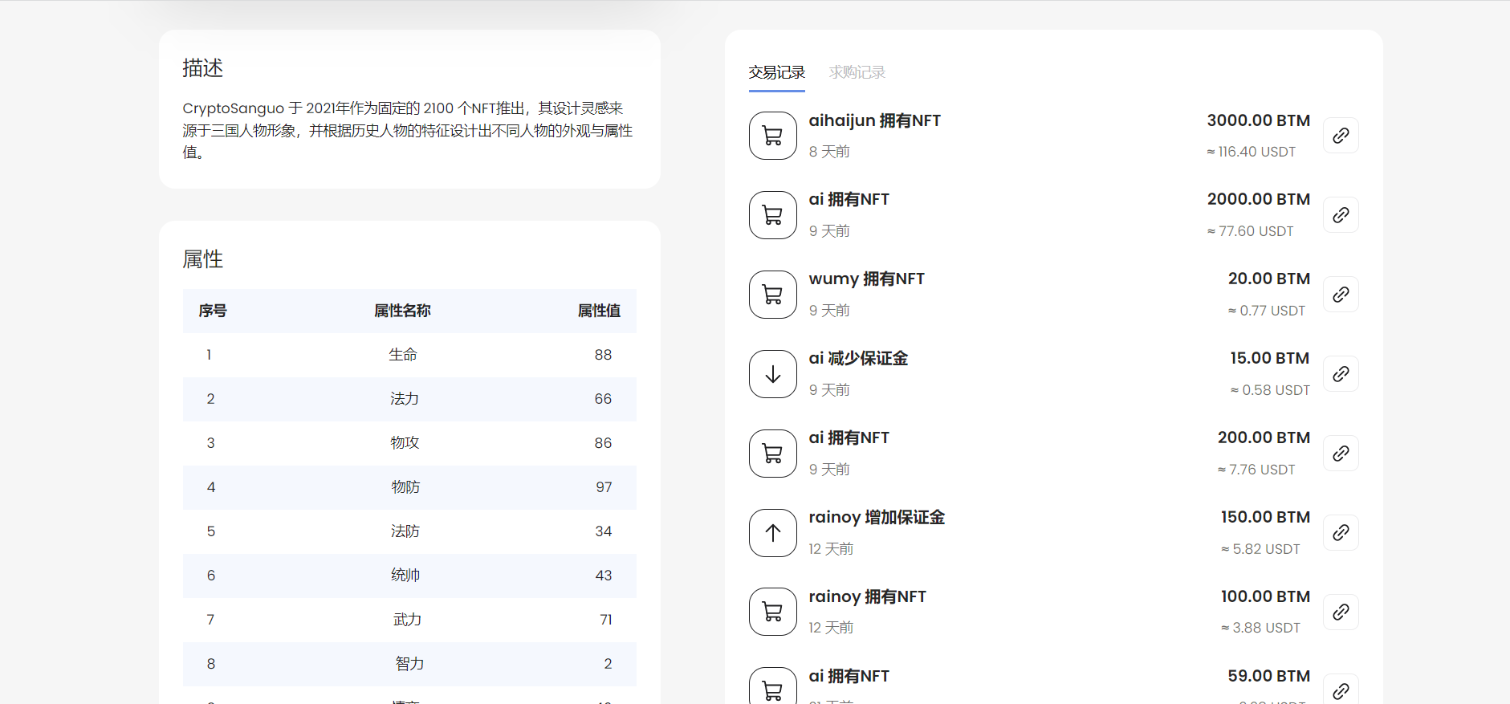 描述
CryptoSanguo 于 2021年作为固定的 2100 个NFT推出，其设计灵感来
源于三国人物形象，并根据历史人物的特征设计出不同人物的外观与属性
值。
属性
序号 属性名称 属性值
1 生命 88
2 法力 66
3 物攻 86
4 物防 97
5 法防 34
6 统帅 43
7 武力 71
8 智力 2
交易记录 求购记录
aihaijun 拥有NFT 3000.00 BTM
8 天前 ≈ 116.40 USDT
ai 拥有NFT 2000.00 BTM
9 天前 ≈ 77.60 USDT
wumy 拥有NFT 20.00 BTM
9 天前 ≈ 0.77 USDT
ai 减少保证金 15.00 BTM
9 天前 ≈ 0.58 USDT
ai 拥有NFT 200.00 BTM
9 天前 ≈ 7.76 USDT
rainoy 增加保证金 150.00 BTM
12 天前 ≈ 5.82 USDT
rainoy 拥有NFT 100.00 BTM
12 天前 ≈ 3.88 USDT
ai 拥有NFT 59.00 BTM